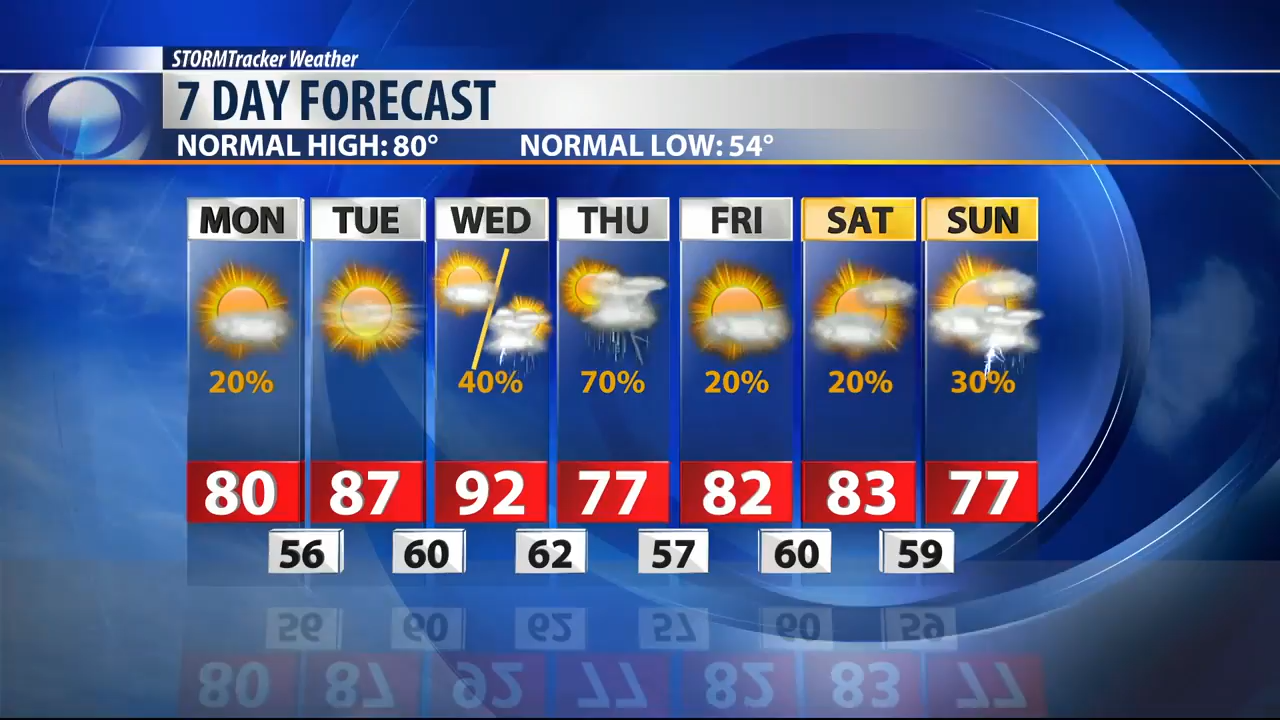 STORMTracker Weather
7 DAY FORECAST
NORMAL HIGH: 80° NORMAL LOW: 54°
MON TUE WED THU FRI SAT SUN
20% 40% 70% 20% 20% 30%
80 87 92 77 82 83 77
56 60 62 57 60 59